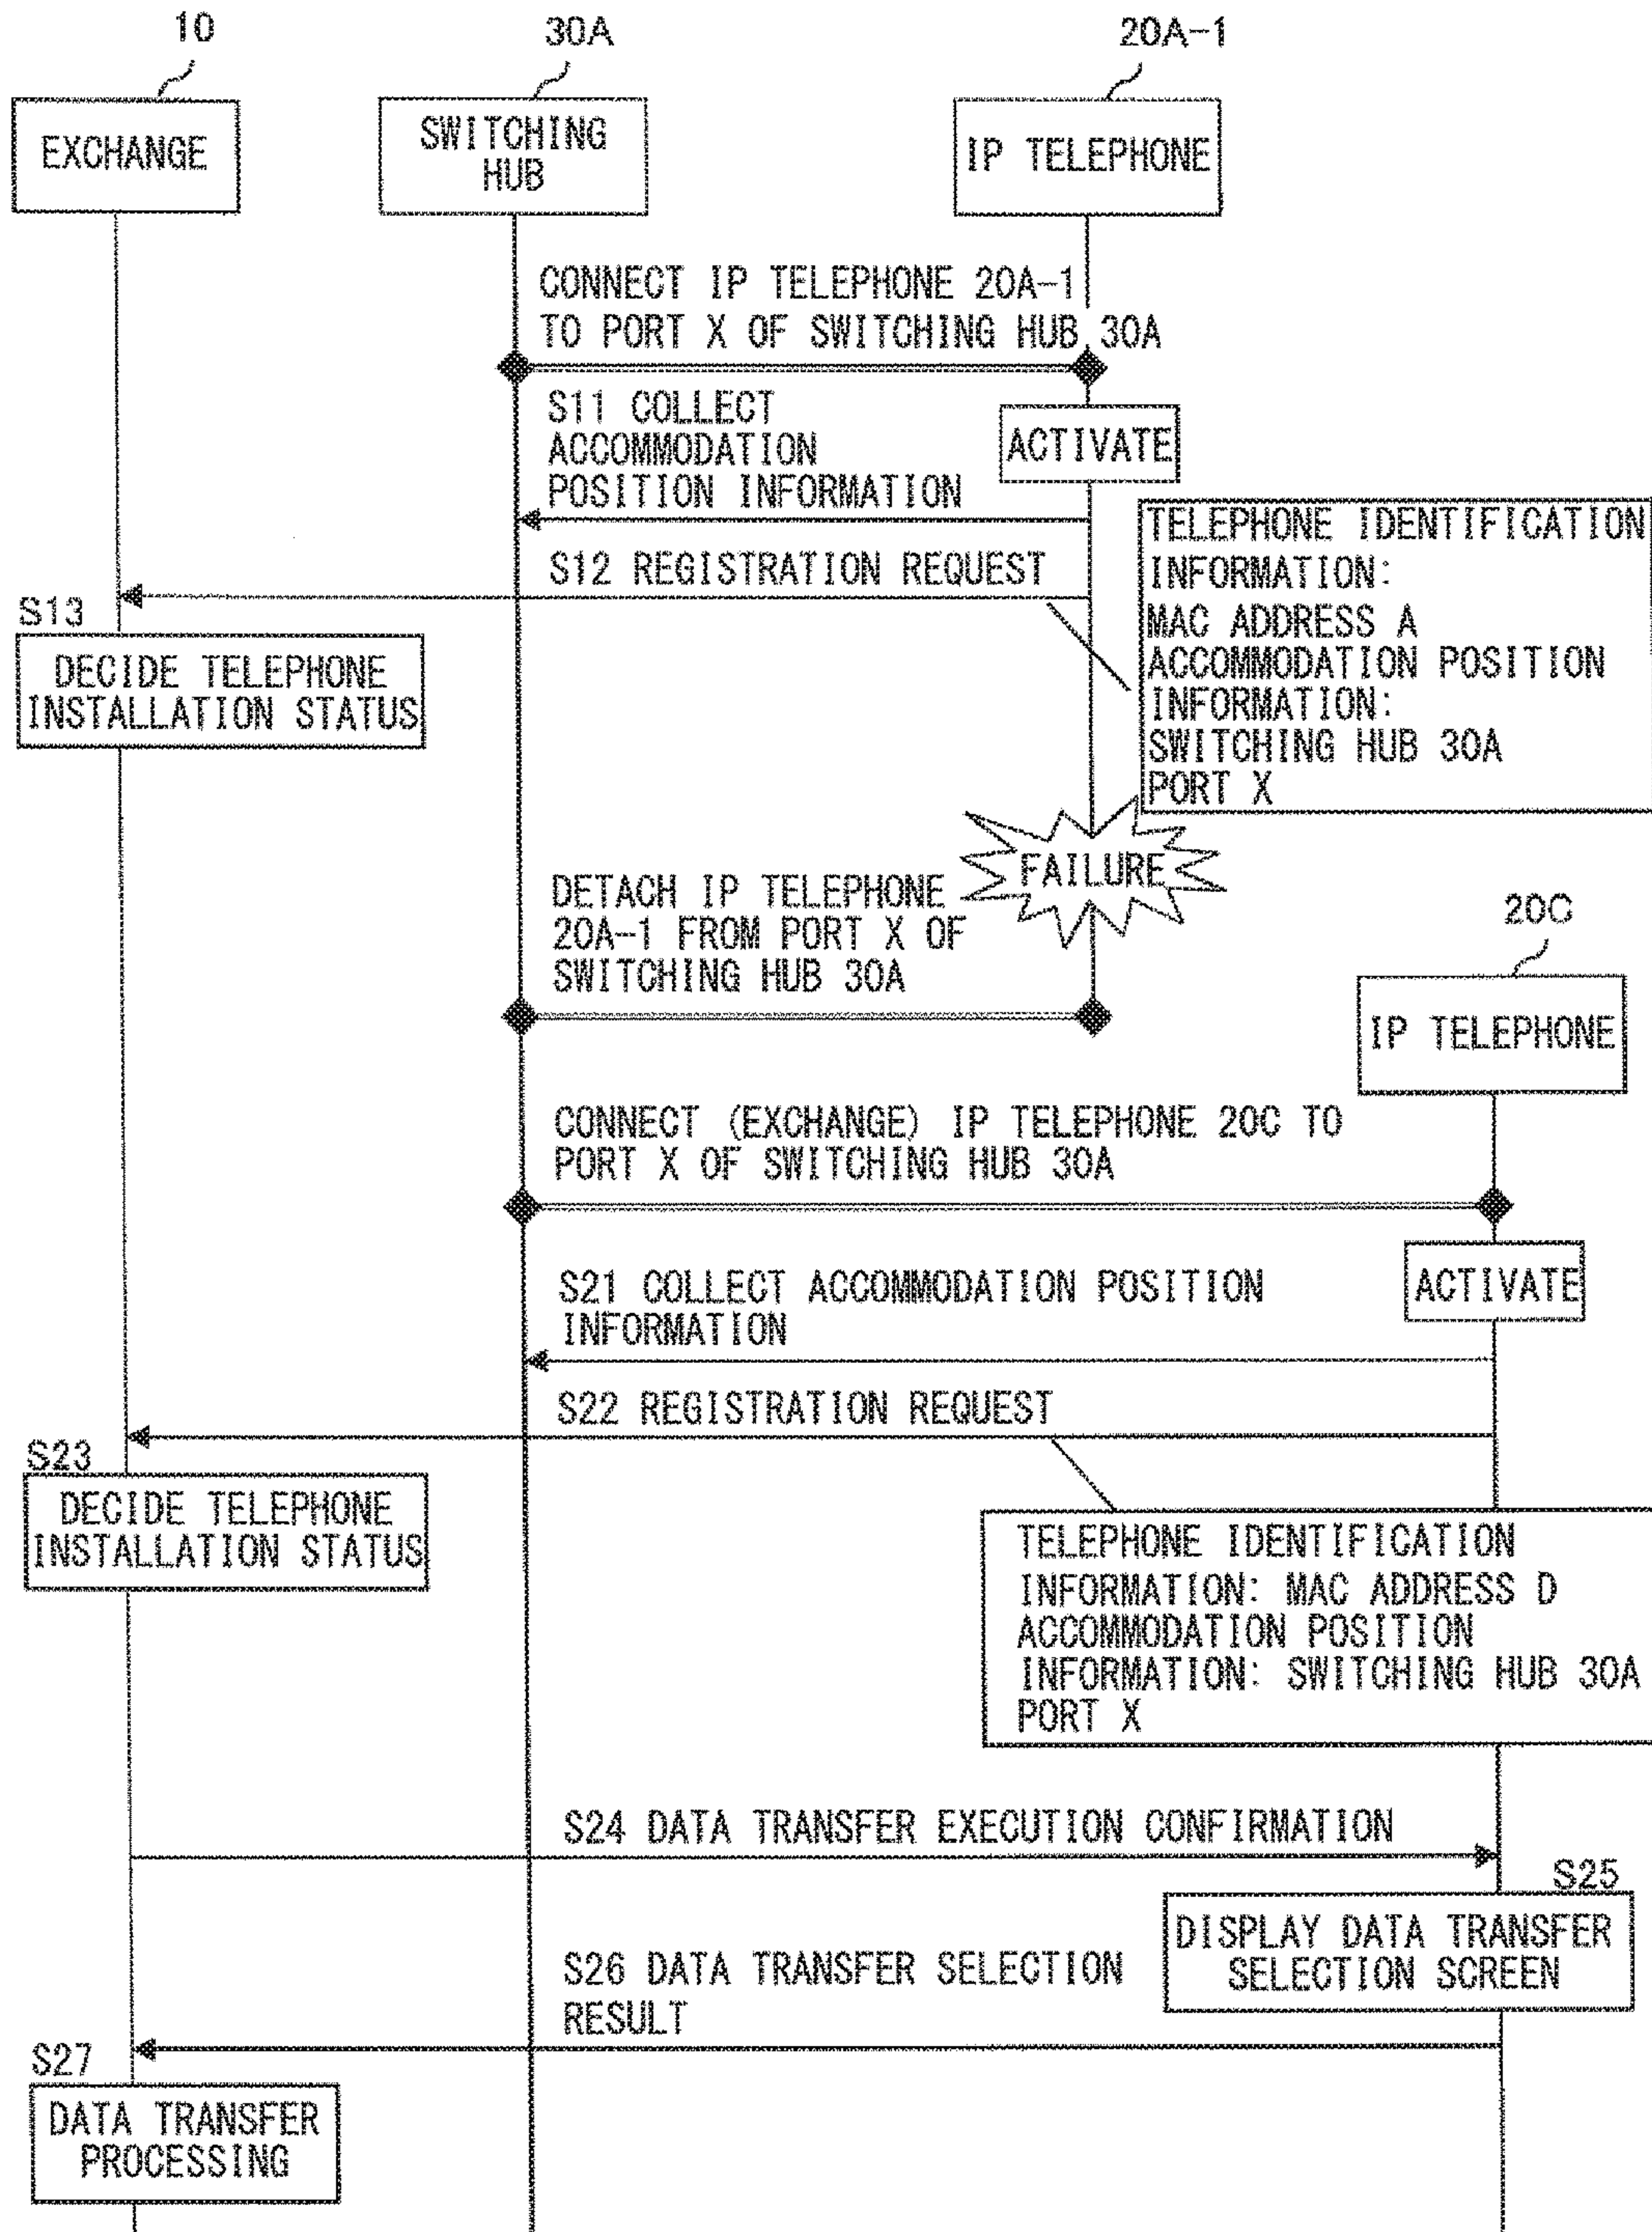 10
30A
20A-1
EXCHANGE
SWITCHING
HUB
IP TELEPHONE
CONNECT IP TELEPHONE 20A-1
TO PORT X OF SWITCHING HUB 30A
S11 COLLECT
ACCOMMODATION
POSITION INFORMATION
ACTIVATE
S12 REGISTRATION REQUEST
TELEPHONE IDENTIFICATION
INFORMATION:
MAC ADDRESS A
ACCOMMODATION POSITION
INFORMATION:
SWITCHING HUB 30A
PORT X
S13
DECIDE TELEPHONE
INSTALLATION STATUS
FAILURE
DETACH IP TELEPHONE
20A-1 FROM PORT X OF
SWITCHING HUB 30A
20C
IP TELEPHONE
CONNECT (EXCHANGE) IP TELEPHONE 20C TO
PORT X OF SWITCHING HUB 30A
ACTIVATE
S21 COLLECT ACCOMMODATION POSITION
INFORMATION
S22 REGISTRATION REQUEST
S23
DECIDE TELEPHONE
INSTALLATION STATUS
TELEPHONE IDENTIFICATION
INFORMATION: MAC ADDRESS D
ACCOMMODATION POSITION
INFORMATION: SWITCHING HUB 30A
PORT X
S24 DATA TRANSFER EXECUTION CONFIRMATION
S25
DISPLAY DATA TRANSFER
SELECTION SCREEN
S26 DATA TRANSFER SELECTION
RESULT
S27
DATA TRANSFER
PROCESSING